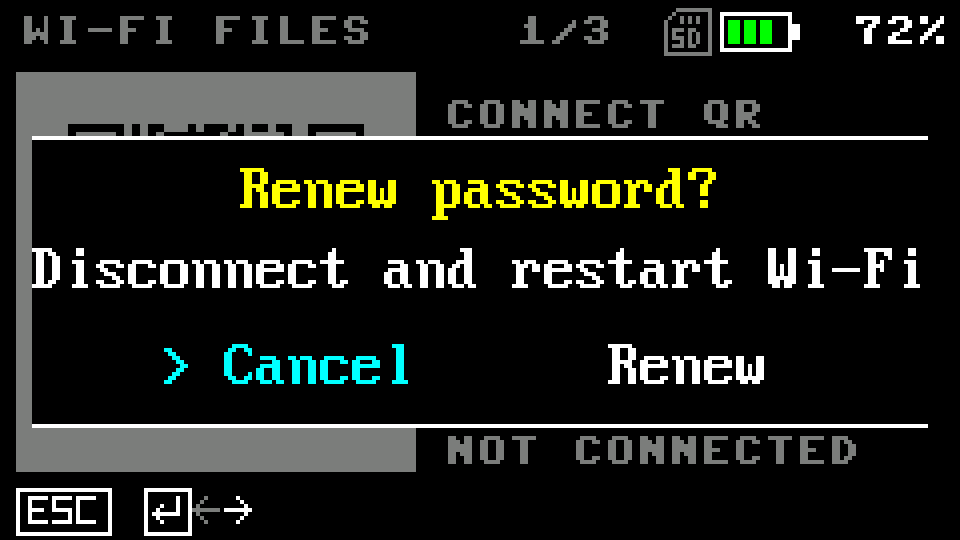 WI-FI FILES 1/3 SD 72%
CONNECT QR
Renew password?
Disconnect and restart Wi-Fi
> Cancel Renew
NOT CONNECTED
ESC ↵ ← →